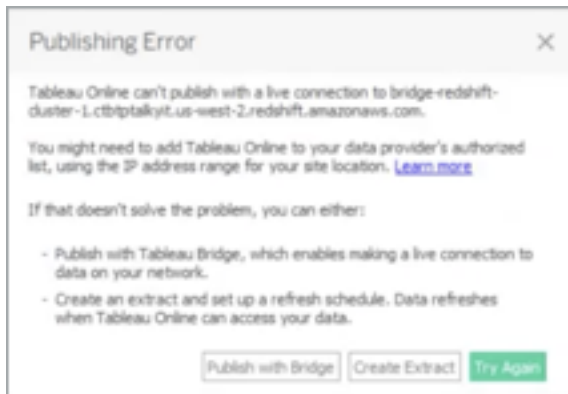 Publishing Error
Tableau Online can't publish with a live connection to bridge-redshift-
cluster-1.ctbtptalkyit.us-west-2.redshift.amazonaws.com.
You might need to add Tableau Online to your data provider's authorized
list, using the IP address range for your site location. Learn more
If that doesn't solve the problem, you can either:
- Publish with Tableau Bridge, which enables making a live connection to
data on your network.
- Create an extract and set up a refresh schedule. Data refreshes
when Tableau Online can access your data.
Publish with Bridge Create Extract Try Again